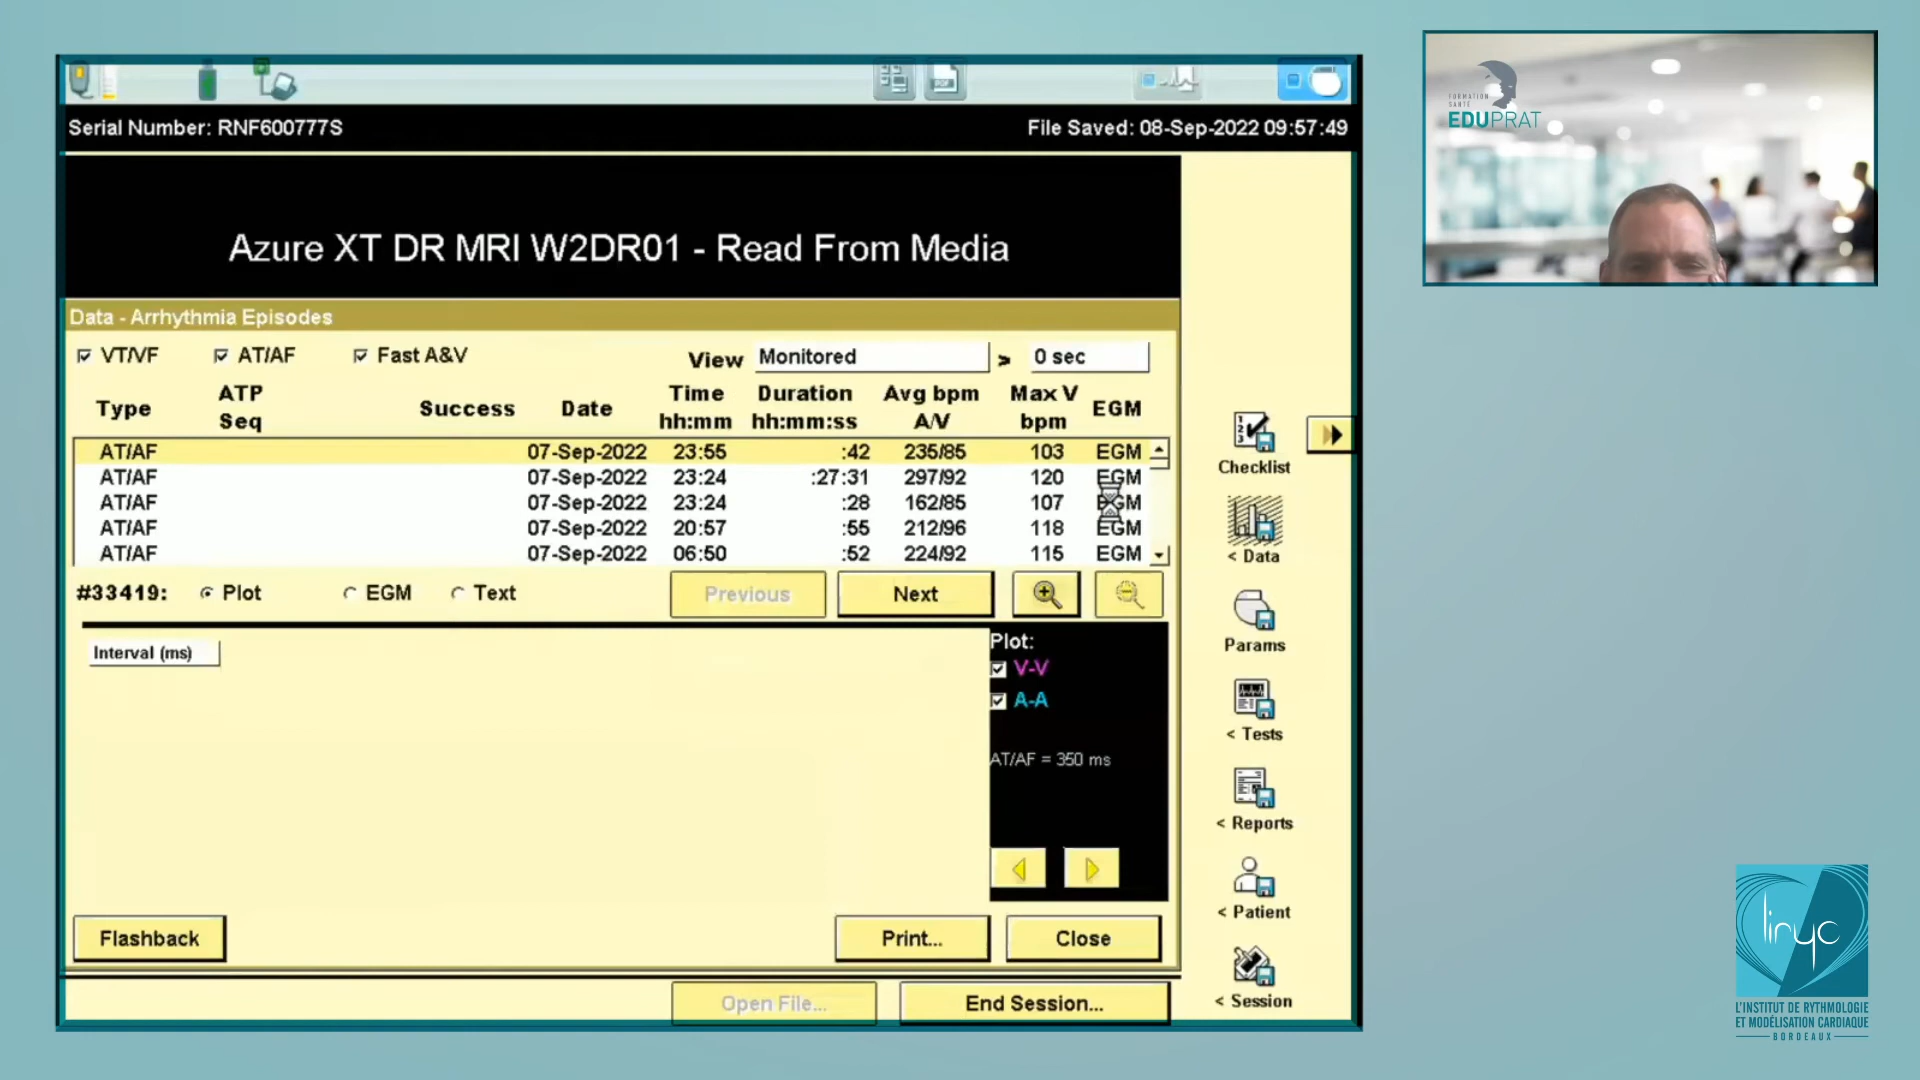 Serial Number: RNF600777S
File Saved: 08-Sep-2022 09:57:49
Azure XT DR MRI W2DR01 - Read From Media
Data - Arrhythmia Episodes
VT/VF AT/AF Fast A&V View Monitored > 0 sec
Type ATP Seq Success Date Time hh:mm Duration hh:mm:ss Avg bpm A/V Max V bpm EGM
AT/AF 07-Sep-2022 23:55 :42 235/85 103 EGM
AT/AF 07-Sep-2022 23:24 :27:31 297/92 120 EGM
AT/AF 07-Sep-2022 23:24 :28 162/85 107 EGM
AT/AF 07-Sep-2022 20:57 :55 212/96 118 EGM
AT/AF 07-Sep-2022 06:50 :52 224/92 115 EGM
#33419: Plot EGM Text Previous Next
Interval (ms)
Plot:
V-V
A-A
AT/AF = 350 ms
Flashback Print... Close
Open File... End Session...
Checklist
< Data
Params
< Tests
< Reports
< Patient
< Session
FORMATION
SANTÉ
EDUPRAT
liryc
L'INSTITUT DE RYTHMOLOGIE
ET MODÉLISATION CARDIAQUE
BORDEAUX